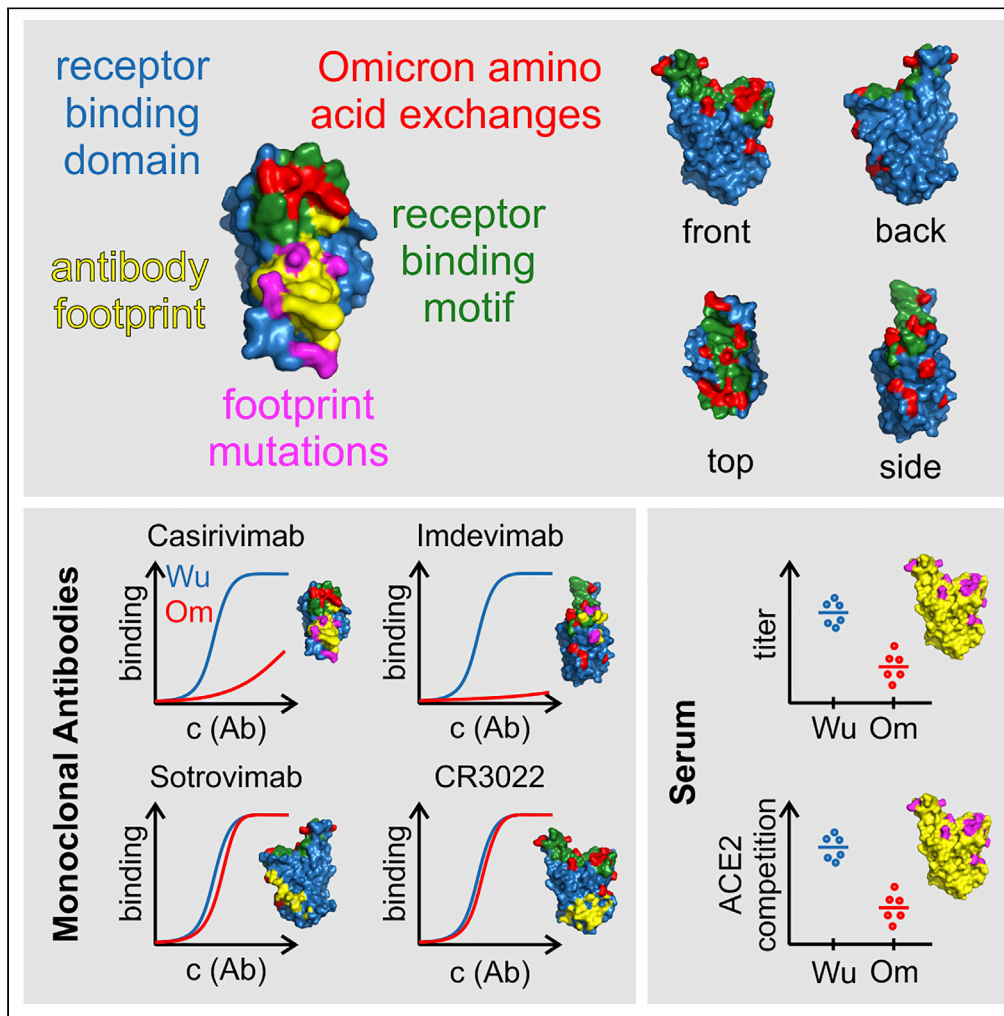 receptor
binding
domain
Omicron amino
acid exchanges
antibody
footprint
receptor
binding
motif
footprint
mutations
front
back
top
side
Monoclonal Antibodies
Casirivimab
Wu
Om
binding
c (Ab)
Imdevimab
binding
c (Ab)
Sotrovimab
binding
c (Ab)
CR3022
binding
c (Ab)
Serum
titer
Wu Om
ACE2
competition
Wu Om